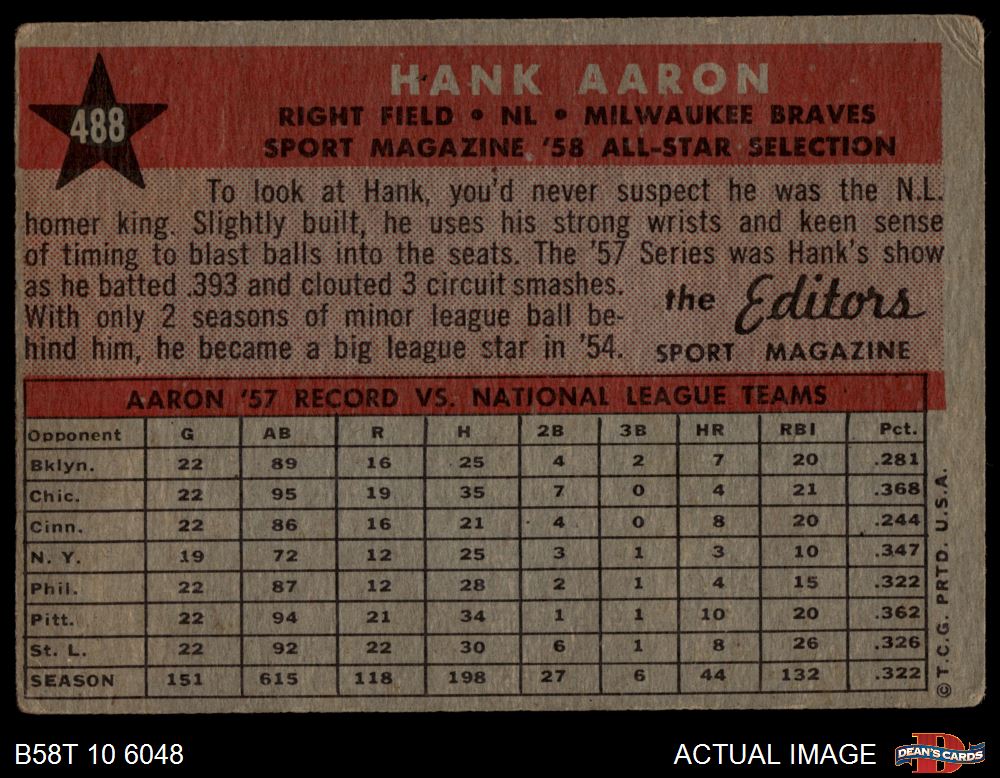 488
HANK AARON
RIGHT FIELD • NL • MILWAUKEE BRAVES
SPORT MAGAZINE '58 ALL-STAR SELECTION
To look at Hank, you'd never suspect he was the N.L.
homer king. Slightly built, he uses his strong wrists and keen sense
of timing to blast balls into the seats. The '57 Series was Hank's show
as he batted .393 and clouted 3 circuit smashes.
With only 2 seasons of minor league ball be-
hind him, he became a big league star in '54.
the Editors
SPORT MAGAZINE
AARON '57 RECORD VS. NATIONAL LEAGUE TEAMS
Opponent G AB R H 2B 3B HR RBI Pct.
Bklyn. 22 89 16 25 4 2 7 20 .281
Chic. 22 95 19 35 7 0 4 21 .368
Cinn. 22 86 16 21 4 0 8 20 .244
N. Y. 19 72 12 25 3 1 3 10 .347
Phil. 22 87 12 28 2 1 4 15 .322
Pitt. 22 94 21 34 1 1 10 20 .362
St. L. 22 92 22 30 6 1 8 26 .326
SEASON 151 615 118 198 27 6 44 132 .322
© T.C.G. PRTD. U.S.A.
B58T 10 6048
ACTUAL IMAGE
D
DEAN'S CARDS